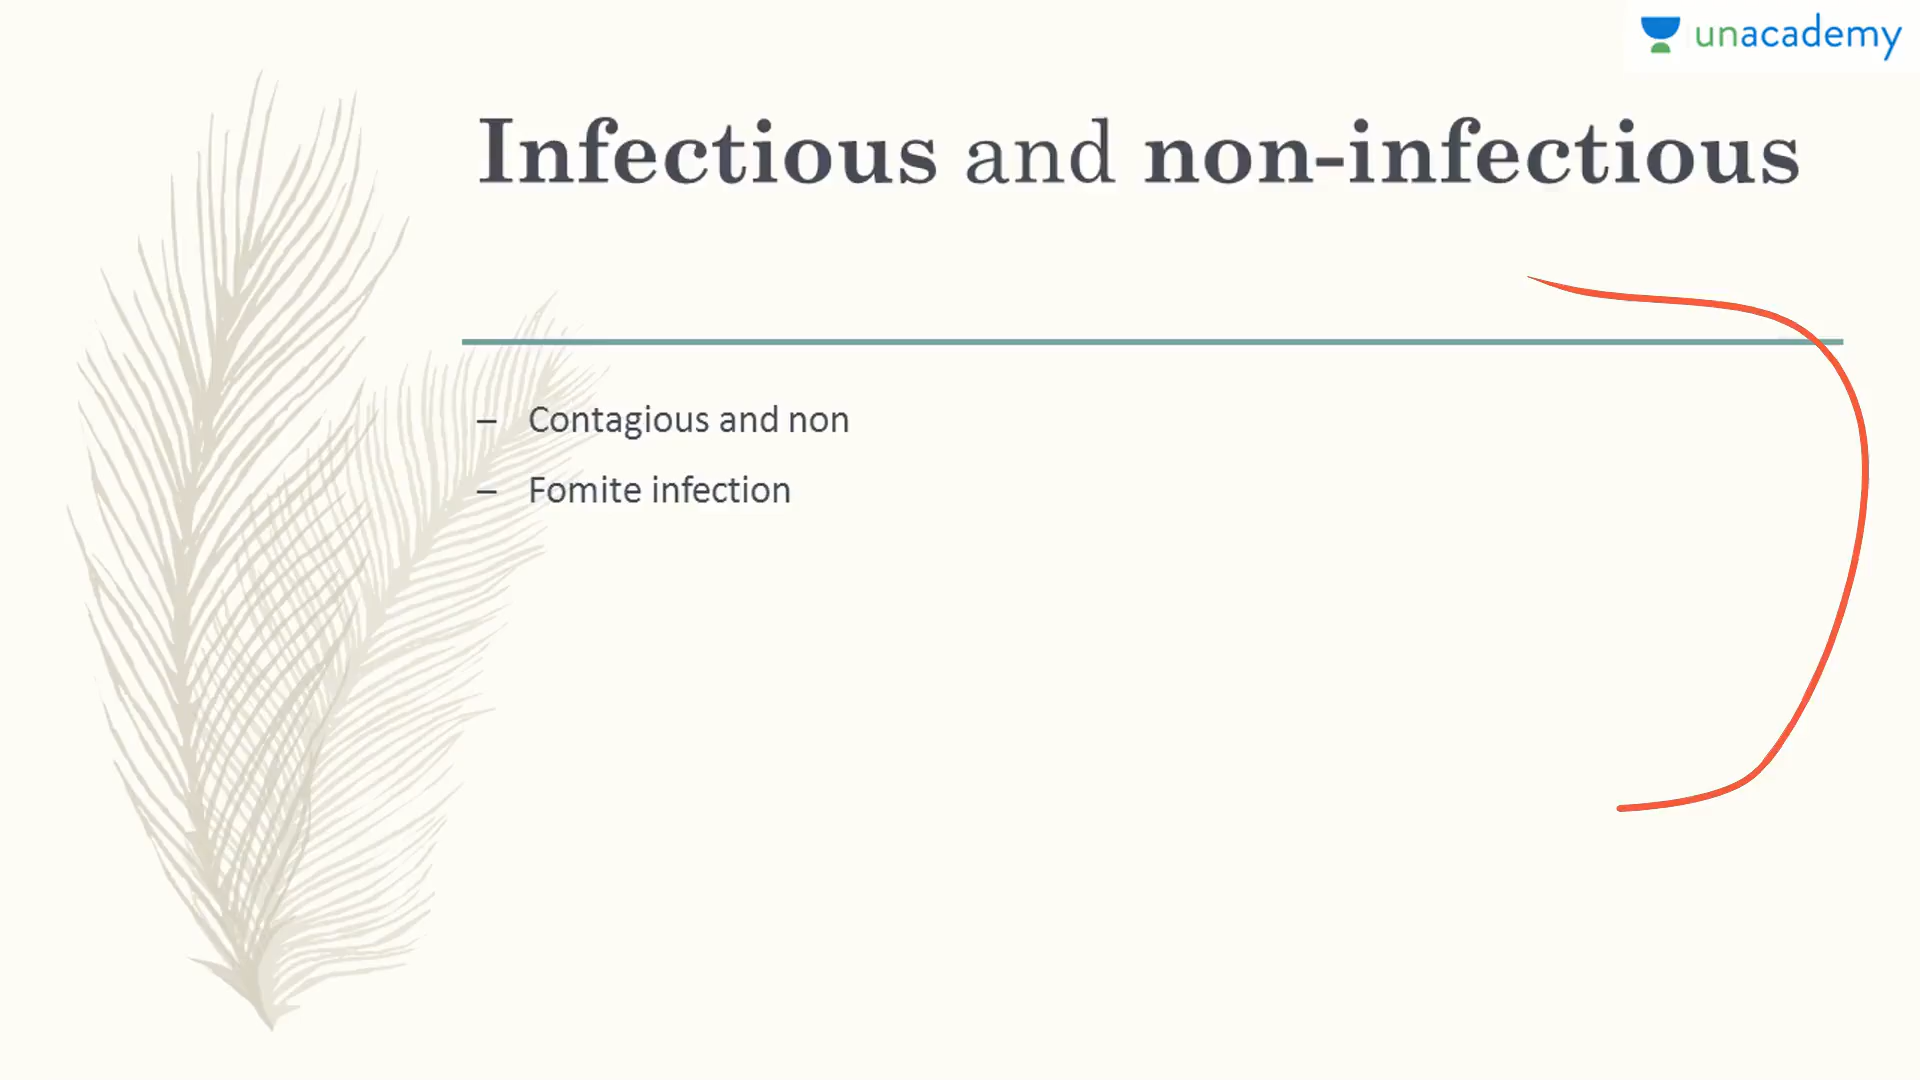 unacademy
Infectious and non-infectious
– Contagious and non
– Fomite infection